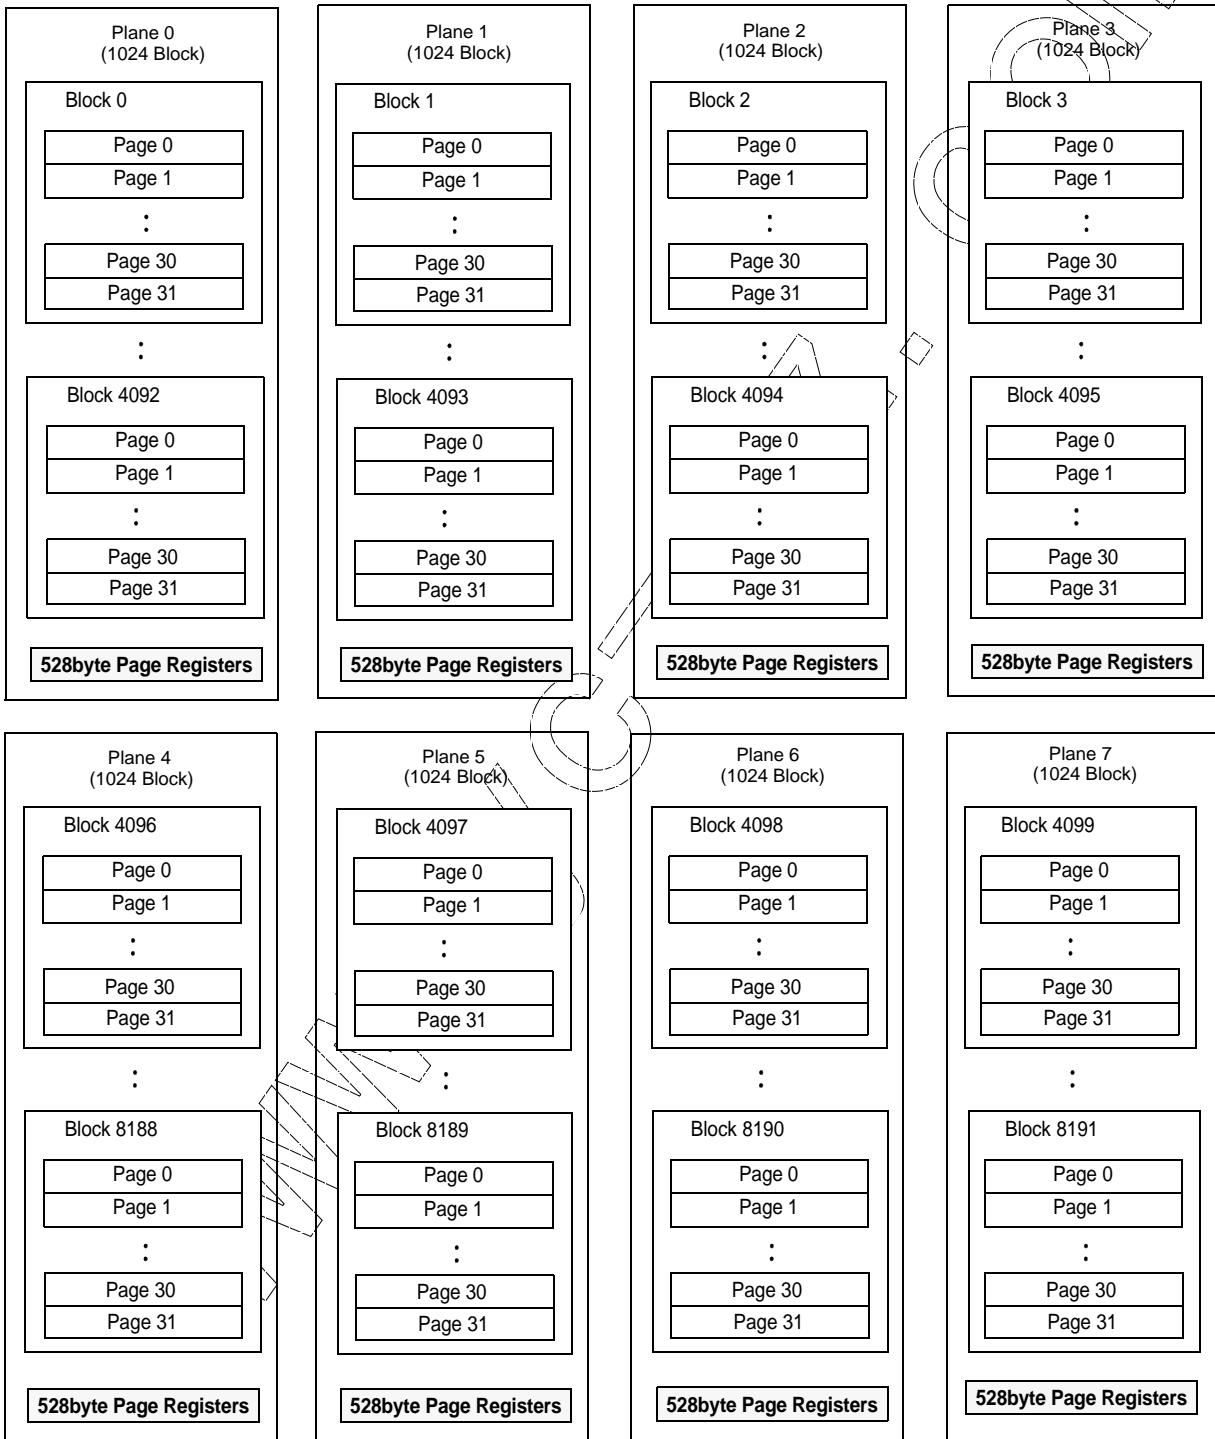 Plane 0
(1024 Block)
Block 0
Page 0
Page 1
:
Page 30
Page 31
:
Block 4092
Page 0
Page 1
:
Page 30
Page 31
528byte Page Registers
Plane 1
(1024 Block)
Block 1
Page 0
Page 1
:
Page 30
Page 31
:
Block 4093
Page 0
Page 1
:
Page 30
Page 31
528byte Page Registers
Plane 2
(1024 Block)
Block 2
Page 0
Page 1
:
Page 30
Page 31
:
Block 4094
Page 0
Page 1
:
Page 30
Page 31
528byte Page Registers
Plane 3
(1024 Block)
Block 3
Page 0
Page 1
:
Page 30
Page 31
:
Block 4095
Page 0
Page 1
:
Page 30
Page 31
528byte Page Registers
Plane 4
(1024 Block)
Block 4096
Page 0
Page 1
:
Page 30
Page 31
:
Block 8188
Page 0
Page 1
:
Page 30
Page 31
528byte Page Registers
Plane 5
(1024 Block)
Block 4097
Page 0
Page 1
:
Page 30
Page 31
:
Block 8189
Page 0
Page 1
:
Page 30
Page 31
528byte Page Registers
Plane 6
(1024 Block)
Block 4098
Page 0
Page 1
:
Page 30
Page 31
:
Block 8190
Page 0
Page 1
:
Page 30
Page 31
528byte Page Registers
Plane 7
(1024 Block)
Block 4099
Page 0
Page 1
:
Page 30
Page 31
:
Block 8191
Page 0
Page 1
:
Page 30
Page 31
528byte Page Registers